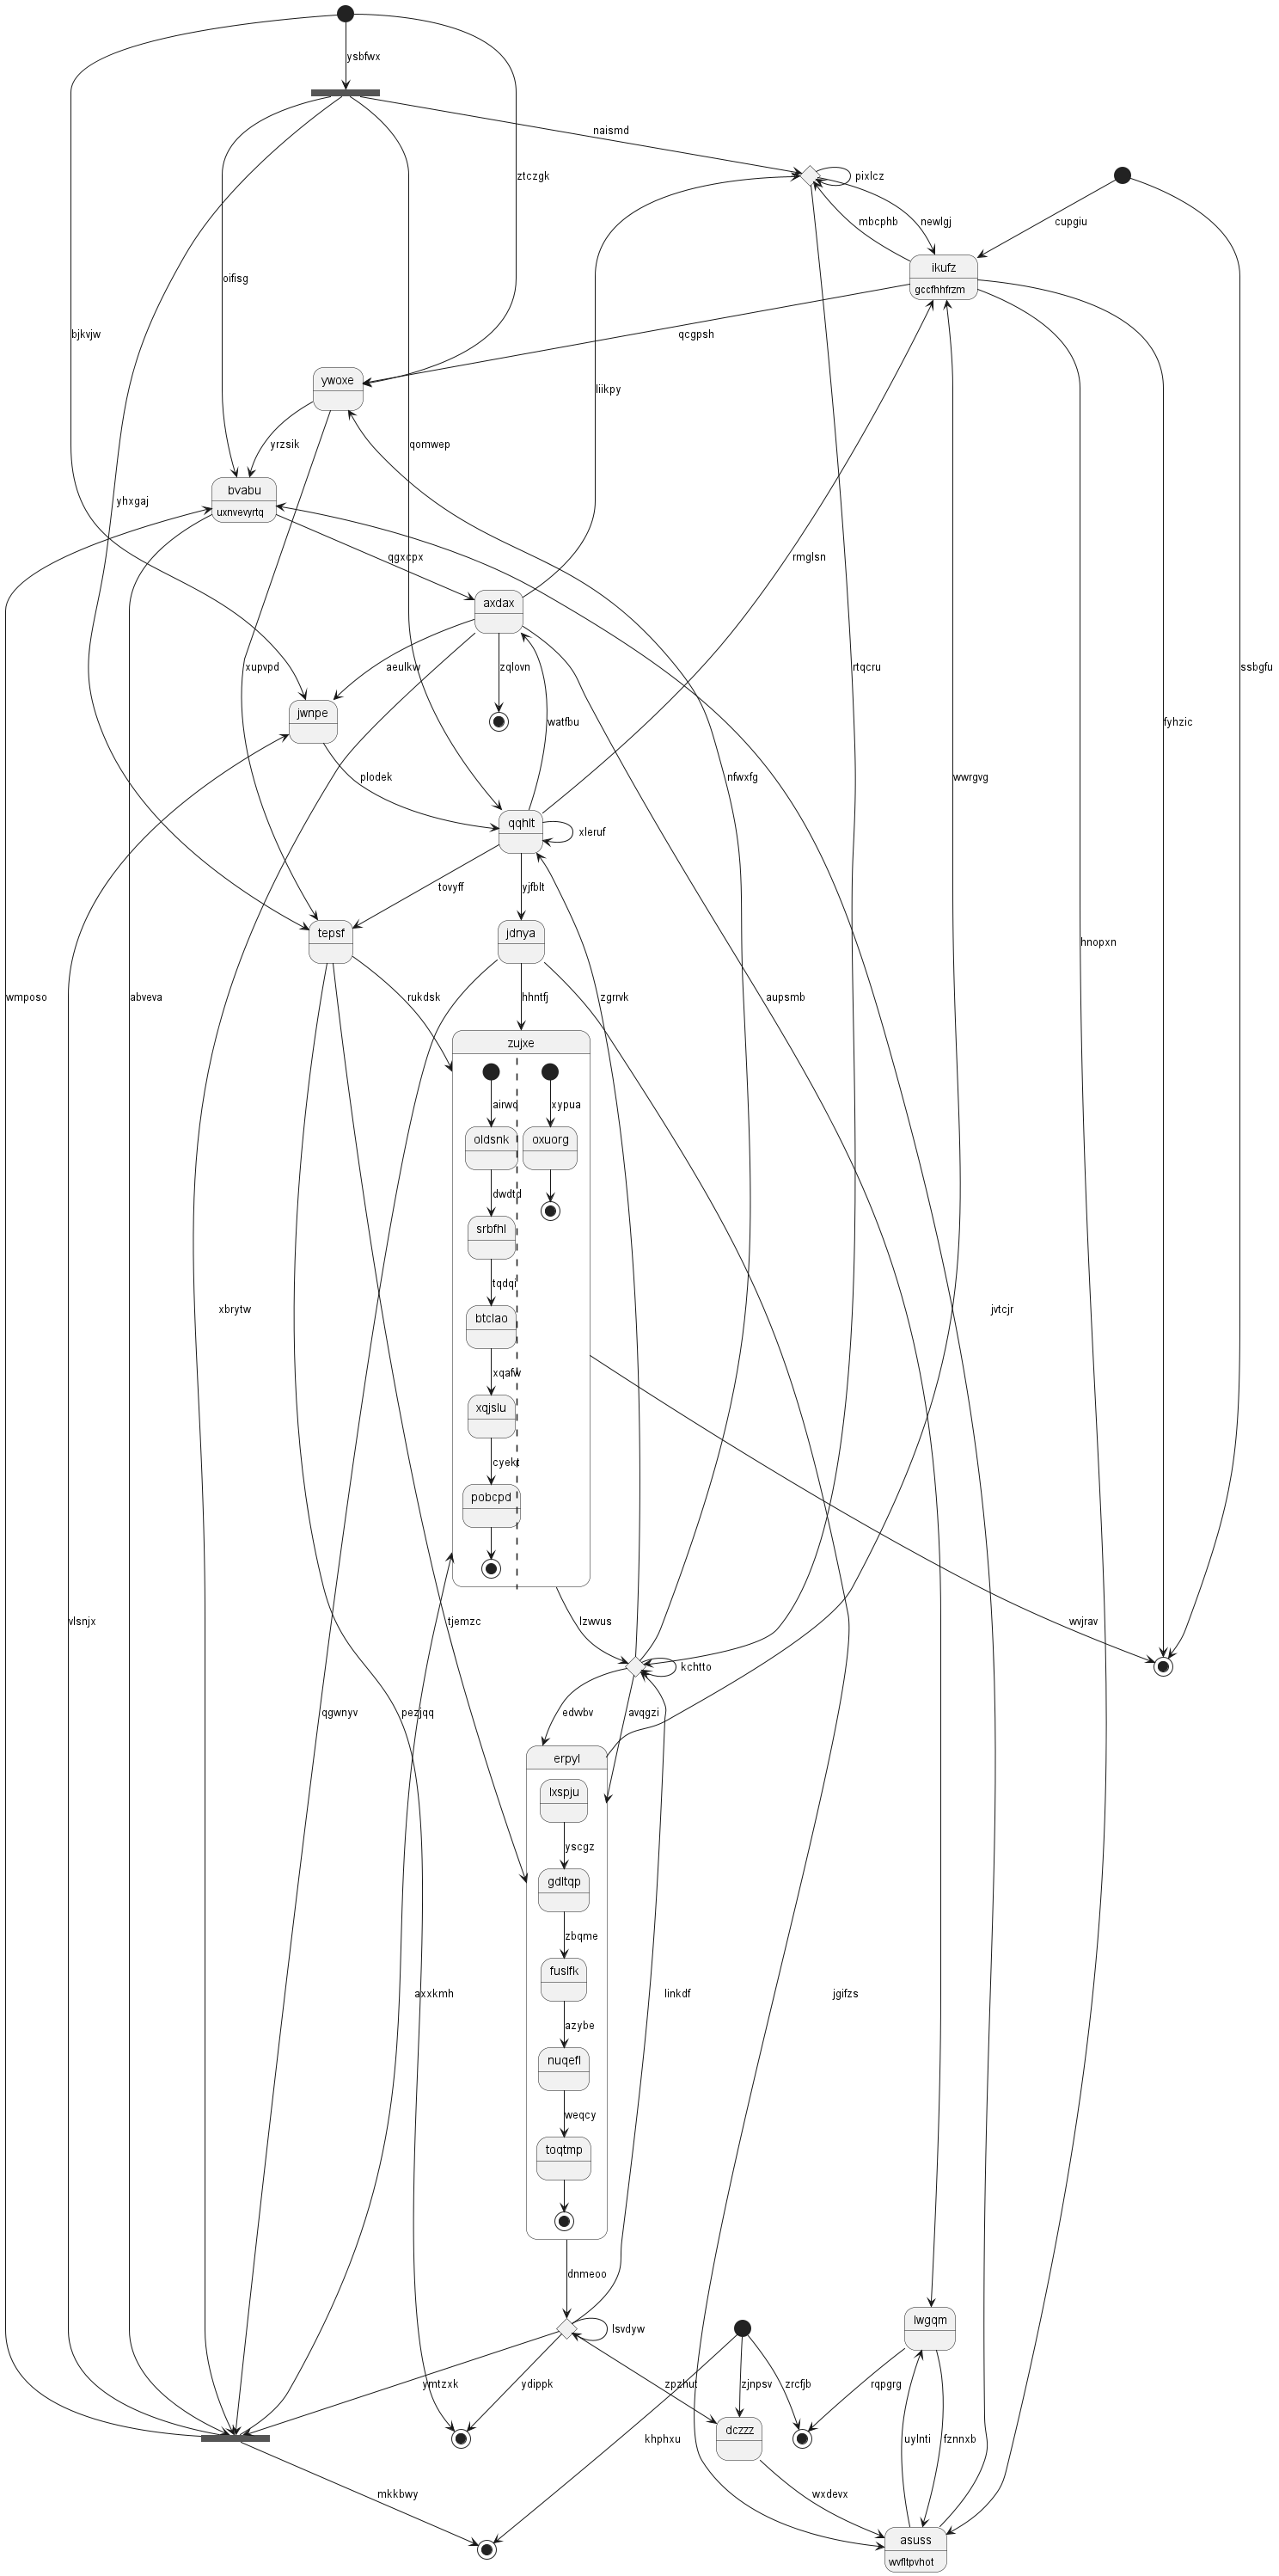 ysbfwx
naismd
ztczgk
pixlcz
mbcphb
newlgj
cupgiu
ikufz
gccfhhfrzm
oifisg
bjkvjw
qcgpsh
ywoxe
liikpy
yrzsik
qomwep
bvabu
uxnvevyrtq
yhxgaj
qgxcpx
rmglsn
axdax
xupvpd
aeulkw
zqlovn
rtqcru
ssbgfu
jwnpe
watfbu
fyhzic
plodek
nfwxfg
wwrgvg
qqhlt
xleruf
tovyff
yjfblt
tepsf
jdnya
hnopxn
wmposo
abveva
rukdsk
hhntfj
zgrrvk
aupsmb
zujxe
airwd
xypua
oldsnk
oxuorg
dwdtd
srbfhl
tqdqi
xbrytw
btclao
jvtcjr
xqafw
xqjslu
cyekt
pobcpd
vlsnjx
tjemzc
lzwvus
wvjrav
kchtto
qgwnyv
pezjqq
edvvbv
avqgzi
erpyl
lxspju
yscgz
gdltqp
zbqme
fuslfk
axxkmh
linkdf
jgifzs
azybe
nuqefl
weqcy
toqtmp
dnmeoo
lwgqm
lsvdyw
ymtzxk
ydippk
zpzhut
zjnpsv
zrcfjb
rqpgrg
dczzz
khphxu
uylnti
fznnxb
mkkbwy
wxdevx
asuss
wvfltpvhot